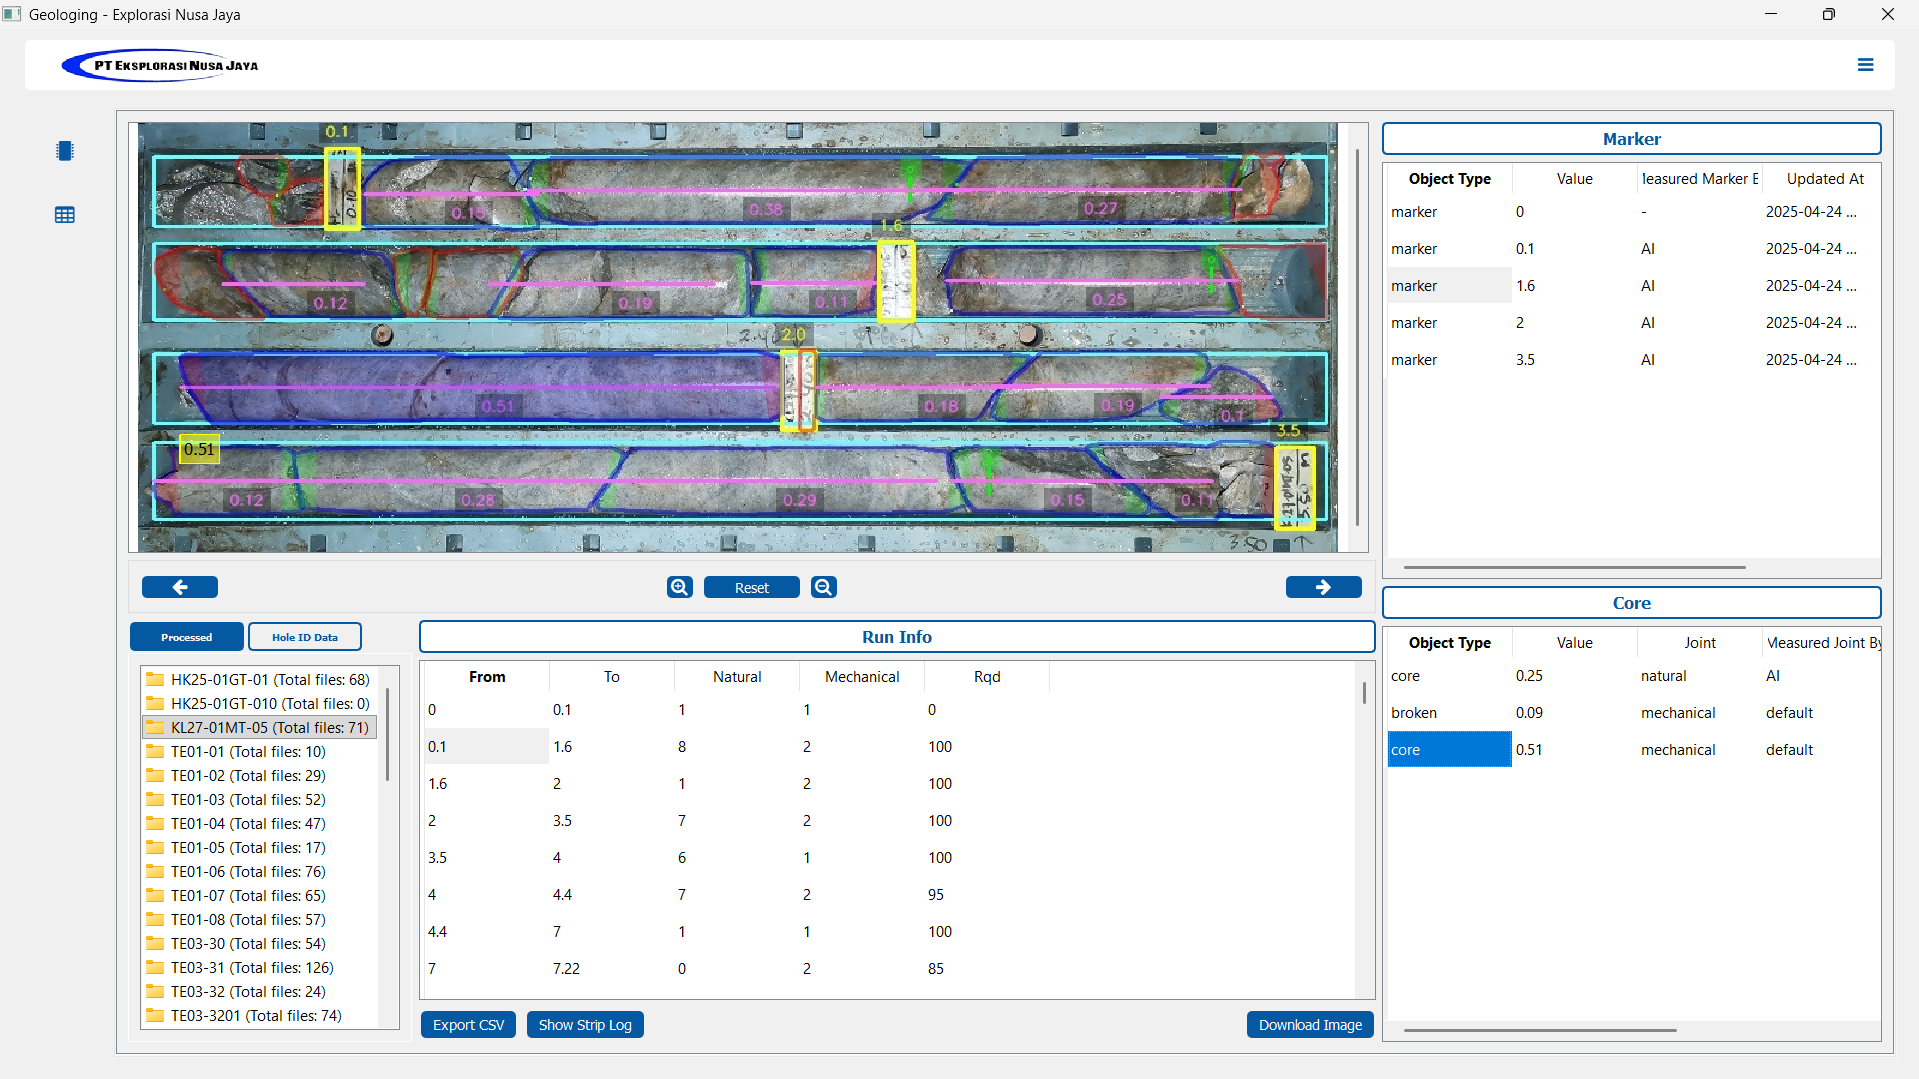 Geologing - Explorasi Nusa Jaya
PT EKSPLORASI NUSA JAYA
0.1
0.15
0.38
0.27
1.6
0.12
0.19
0.11
0.25
2.0
0.51
0.18
0.19
0.1
3.5
0.51
0.12
0.28
0.29
0.15
0.11
3.50
Reset
Marker
Object Type Value leasured Marker E Updated At
marker 0 - 2025-04-24 ...
marker 0.1 AI 2025-04-24 ...
marker 1.6 AI 2025-04-24 ...
marker 2 AI 2025-04-24 ...
marker 3.5 AI 2025-04-24 ...
Processed Hole ID Data
HK25-01GT-01 (Total files: 68)
HK25-01GT-010 (Total files: 0)
KL27-01MT-05 (Total files: 71)
TE01-01 (Total files: 10)
TE01-02 (Total files: 29)
TE01-03 (Total files: 52)
TE01-04 (Total files: 47)
TE01-05 (Total files: 17)
TE01-06 (Total files: 76)
TE01-07 (Total files: 65)
TE01-08 (Total files: 57)
TE03-30 (Total files: 54)
TE03-31 (Total files: 126)
TE03-32 (Total files: 24)
TE03-3201 (Total files: 74)
Run Info
From To Natural Mechanical Rqd
0 0.1 1 1 0
0.1 1.6 8 2 100
1.6 2 1 2 100
2 3.5 7 2 100
3.5 4 6 1 100
4 4.4 7 2 95
4.4 7 1 1 100
7 7.22 0 2 85
Export CSV Show Strip Log Download Image
Core
Object Type Value Joint Measured Joint By
core 0.25 natural AI
broken 0.09 mechanical default
core 0.51 mechanical default